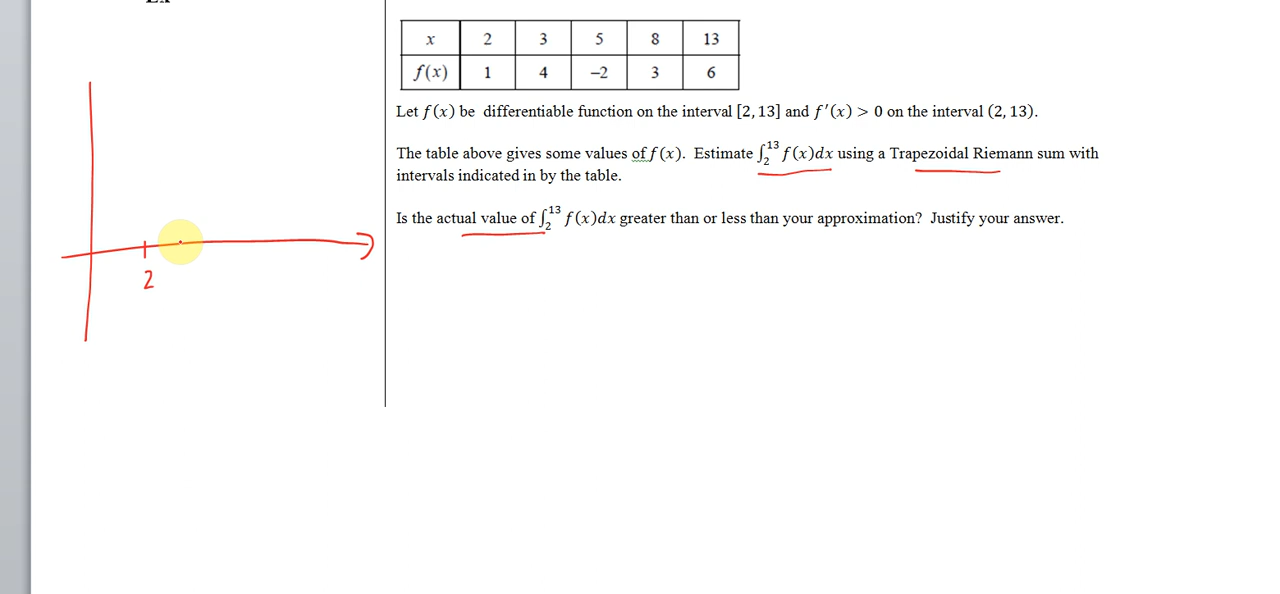 x 2 3 5 8 13
f(x) 1 4 −2 3 6
Let f(x) be differentiable function on the interval [2, 13] and f′(x) > 0 on the interval (2, 13).
The table above gives some values of f(x). Estimate ∫₂¹³ f(x)dx using a Trapezoidal Riemann sum with
intervals indicated in by the table.
Is the actual value of ∫₂¹³ f(x)dx greater than or less than your approximation? Justify your answer.
2